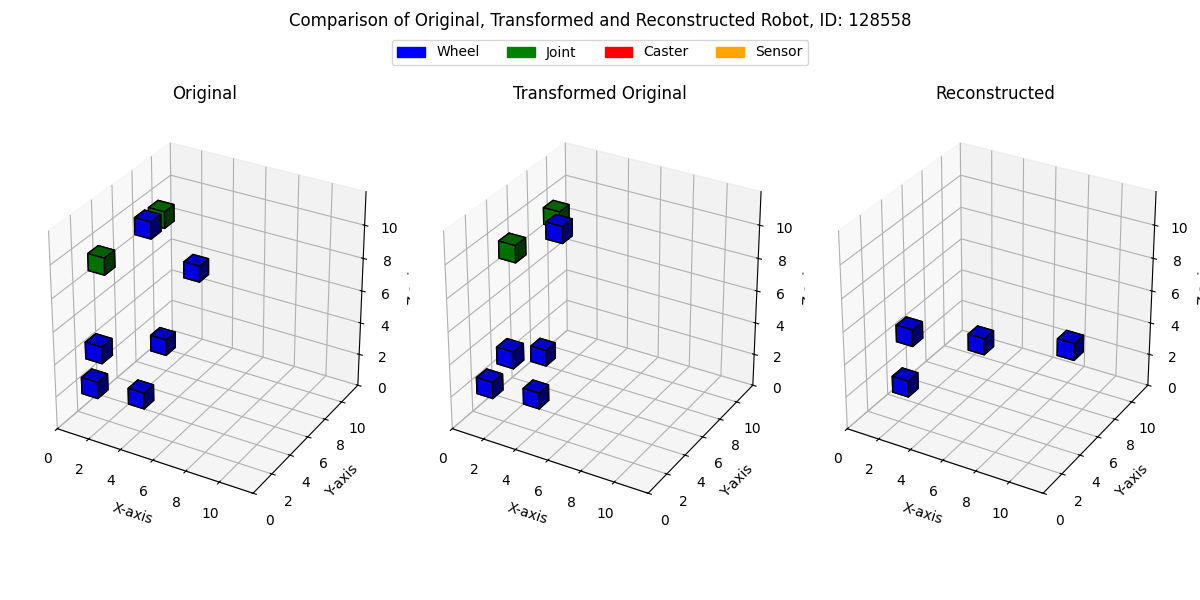 Comparison of Original, Transformed and Reconstructed Robot, ID: 128558
Wheel Joint Caster Sensor
Original Transformed Original Reconstructed
10 10 10
8 8 8
6 6 6
4 4 4
2 2 2
0 0 0
0 2 4 6 8 10 0 2 4 6 8 10 0 2 4 6 8 10
0 2 4 6 8 10 0 2 4 6 8 10 0 2 4 6 8 10
X-axis Y-axis X-axis Y-axis X-axis Y-axis